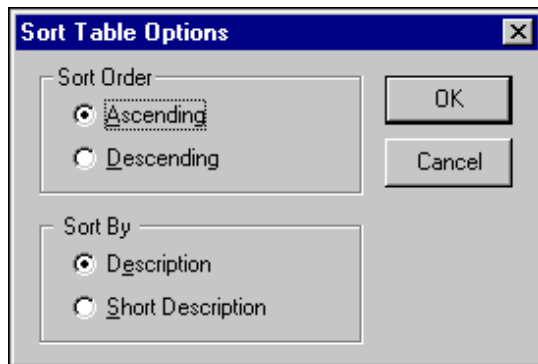 Sort Table Options
Sort Order
Ascending
Descending
OK
Cancel
Sort By
Description
Short Description